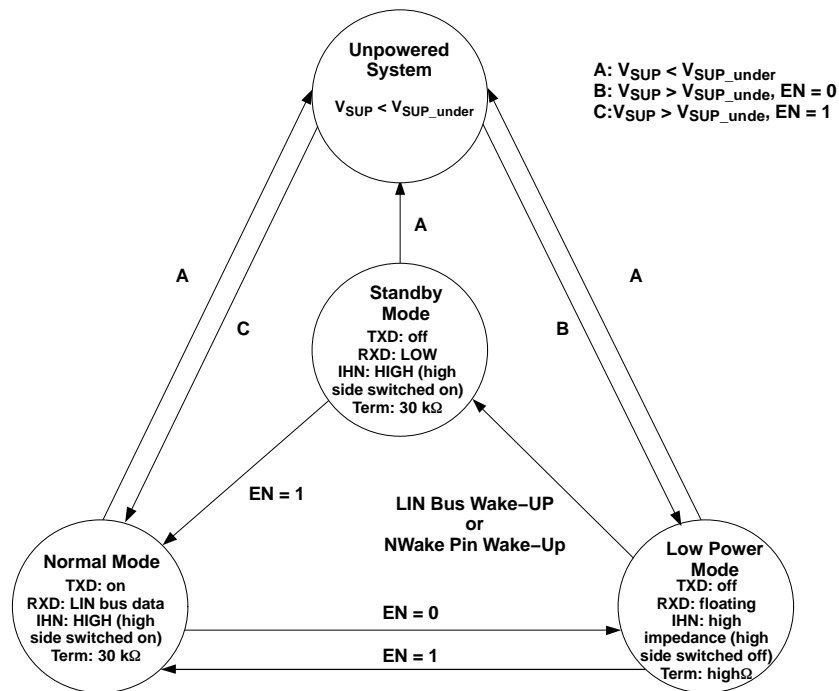 Unpowered
System
VSUP < VSUP_under
A: VSUP < VSUP_under
B: VSUP > VSUP_unde, EN = 0
C:VSUP > VSUP_unde, EN = 1
A
A
A
C
B
Standby
Mode
TXD: off
RXD: LOW
IHN: HIGH (high
side switched on)
Term: 30 kΩ
EN = 1
LIN Bus Wake−UP
or
NWake Pin Wake−Up
Normal Mode
TXD: on
RXD: LIN bus data
IHN: HIGH (high
side switched on)
Term: 30 kΩ
EN = 0
EN = 1
Low Power
Mode
TXD: off
RXD: floating
IHN: high
impedance (high
side switched off)
Term: highΩ